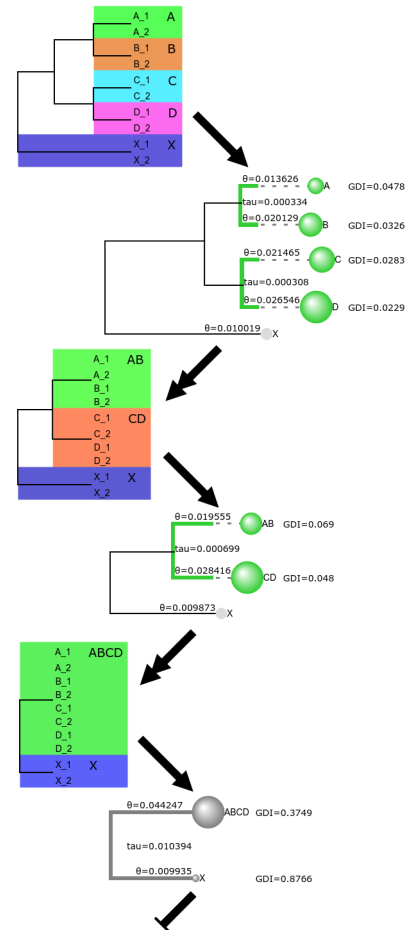 A_1 A
A_2
B_1 B
B_2
C_1 C
C_2
D_1 D
D_2
X_1 X
X_2
θ=0.013626 A GDI=0.0478
tau=0.000334
θ=0.020129 B GDI=0.0326
θ=0.021465 C GDI=0.0283
tau=0.000308
θ=0.026546 D GDI=0.0229
θ=0.010019 X
A_1 AB
A_2
B_1
B_2
C_1 CD
C_2
D_1
D_2
X_1 X
X_2
θ=0.019555 AB GDI=0.069
tau=0.000699
θ=0.028416 CD GDI=0.048
θ=0.009873 X
A_1 ABCD
A_2
B_1
B_2
C_1
C_2
D_1
D_2
X_1 X
X_2
θ=0.044247 ABCD GDI=0.3749
tau=0.010394
θ=0.009935 X GDI=0.8766